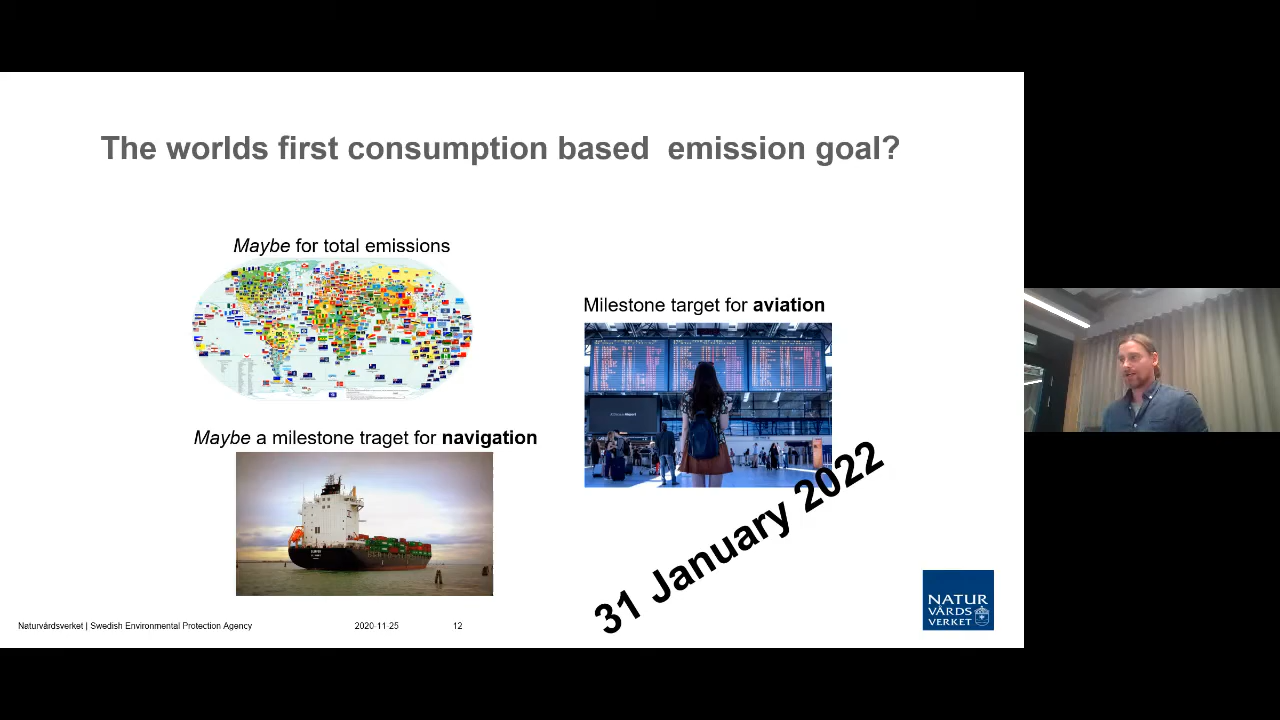 The worlds first consumption based  emission goal?
Maybe for total emissions
Milestone target for aviation
Maybe a milestone traget for navigation
31 January 2022
Naturvårdsverket | Swedish Environmental Protection Agency
2020-11-25
12
NATUR
VÅRDS
VERKET